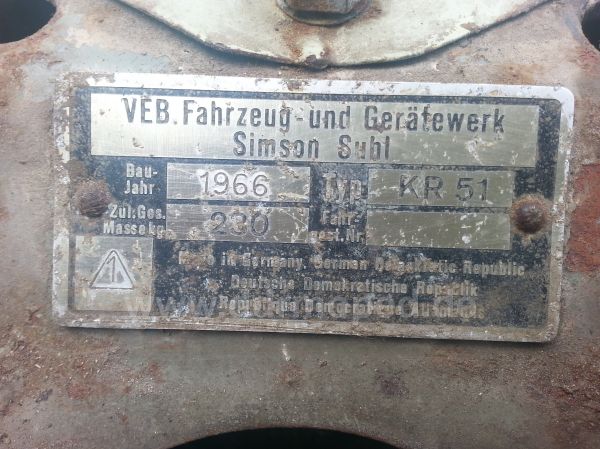 VEB. Fahrzeug- und Gerätewerk
Simson Suhl
Bau-
Jahr
1966
Typ
KR 51
Zul. Ges.
Masse kg
230
Fahr-
gest.Nr.
Made in Germany, German Democratic Republic
Deutsche Demokratische Republik